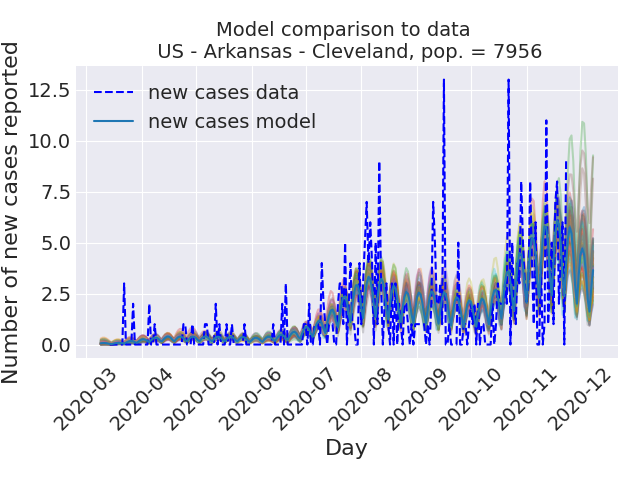 Model comparison to data
US - Arkansas - Cleveland, pop. = 7956
Number of new cases reported
12.5
10.0
7.5
5.0
2.5
0.0
new cases data
new cases model
2020-03
2020-04
2020-05
2020-06
2020-07
2020-08
2020-09
2020-10
2020-11
2020-12
Day